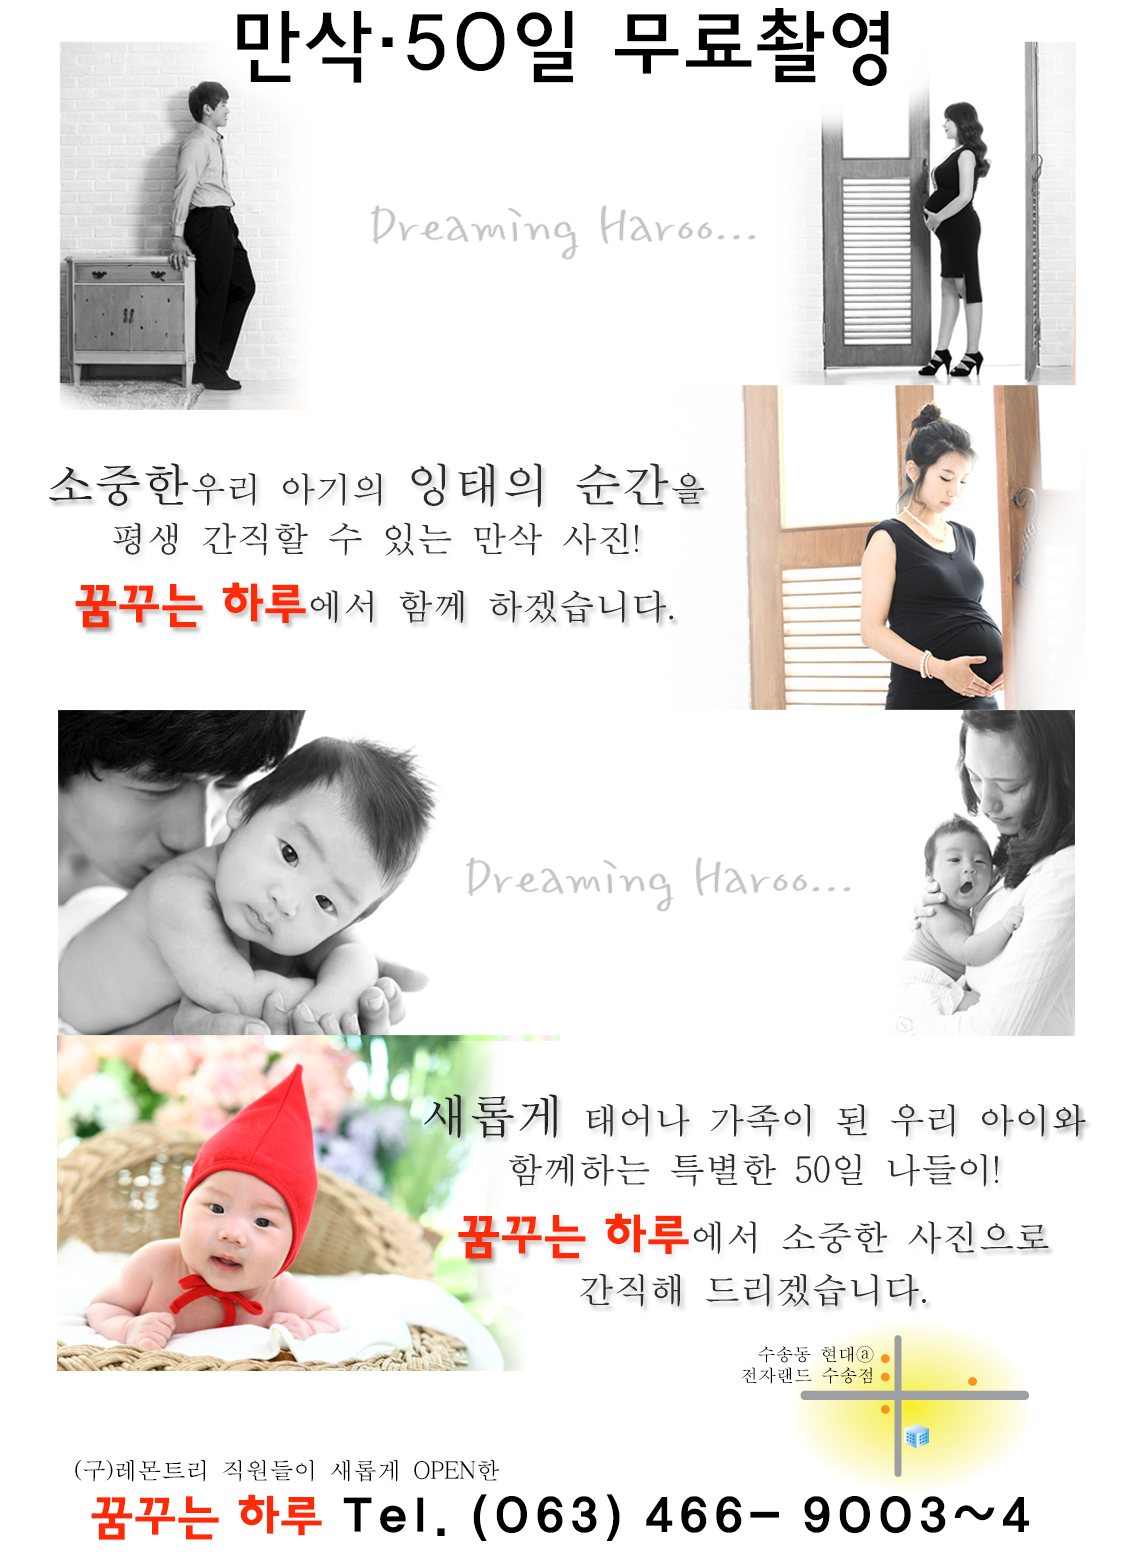 만삭·50일 무료촬영
Dreaming Haroo...
소중한우리 아기의 잉태의 순간을
평생 간직할 수 있는 만삭 사진!
꿈꾸는 하루에서 함께 하겠습니다.
Dreaming Haroo...
새롭게 태어나 가족이 된 우리 아이와
함께하는 특별한 50일 나들이!
꿈꾸는 하루에서 소중한 사진으로
간직해 드리겠습니다.
수송동 현대ⓐ
전자랜드 수송점
(구)레몬트리 직원들이 새롭게 OPEN한
꿈꾸는 하루 Tel. (063) 466- 9003~4